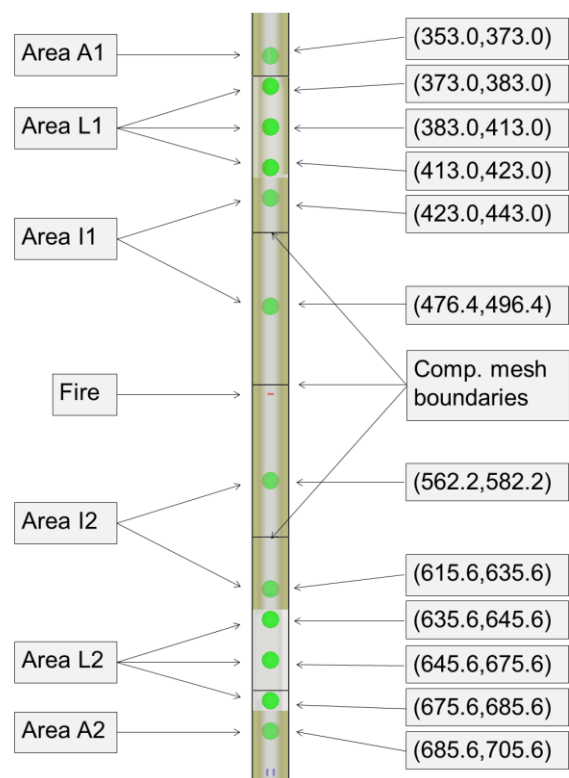 Area A1
(353.0,373.0)
Area L1
(373.0,383.0)
(383.0,413.0)
(413.0,423.0)
Area I1
(423.0,443.0)
(476.4,496.4)
Fire
Comp. mesh
boundaries
Area I2
(562.2,582.2)
(615.6,635.6)
Area L2
(635.6,645.6)
(645.6,675.6)
(675.6,685.6)
Area A2
(685.6,705.6)